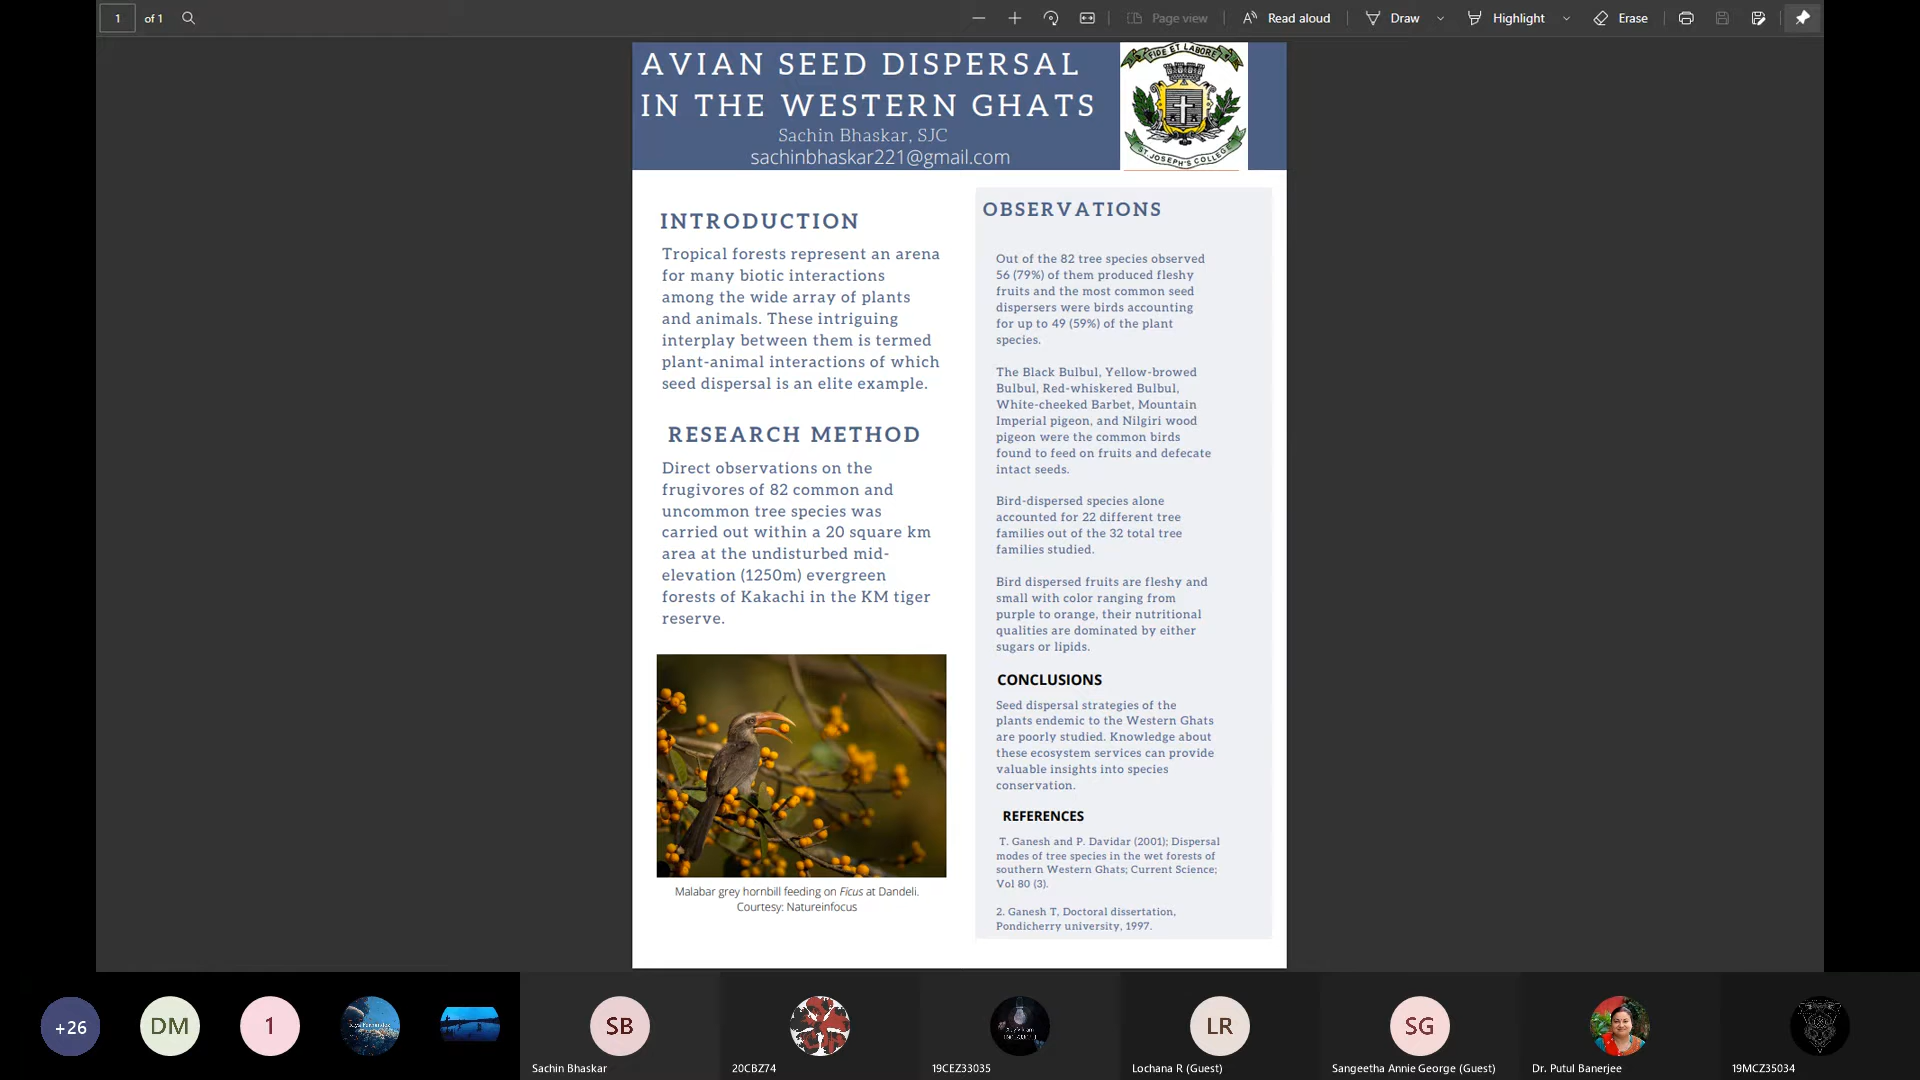 1 of 1
Page view
Read aloud
Draw
Highlight
Erase
AVIAN SEED DISPERSAL
IN THE WESTERN GHATS
Sachin Bhaskar, SJC
sachinbhaskar221@gmail.com
FIDE ET LABORE
ST. JOSEPH'S COLLEGE
INTRODUCTION
Tropical forests represent an arena
for many biotic interactions
among the wide array of plants
and animals. These intriguing
interplay between them is termed
plant-animal interactions of which
seed dispersal is an elite example.
RESEARCH METHOD
Direct observations on the
frugivores of 82 common and
uncommon tree species was
carried out within a 20 square km
area at the undisturbed mid-
elevation (1250m) evergreen
forests of Kakachi in the KM tiger
reserve.
Malabar grey hornbill feeding on Ficus at Dandeli.
Courtesy: Natureinfocus
OBSERVATIONS
Out of the 82 tree species observed
56 (79%) of them produced fleshy
fruits and the most common seed
dispersers were birds accounting
for up to 49 (59%) of the plant
species.
The Black Bulbul, Yellow-browed
Bulbul, Red-whiskered Bulbul,
White-cheeked Barbet, Mountain
Imperial pigeon, and Nilgiri wood
pigeon were the common birds
found to feed on fruits and defecate
intact seeds.
Bird-dispersed species alone
accounted for 22 different tree
families out of the 32 total tree
families studied.
Bird dispersed fruits are fleshy and
small with color ranging from
purple to orange, their nutritional
qualities are dominated by either
sugars or lipids.
CONCLUSIONS
Seed dispersal strategies of the
plants endemic to the Western Ghats
are poorly studied. Knowledge about
these ecosystem services can provide
valuable insights into species
conservation.
REFERENCES
T. Ganesh and P. Davidar (2001); Dispersal
modes of tree species in the wet forests of
southern Western Ghats; Current Science;
Vol 80 (3).
2. Ganesh T, Doctoral dissertation,
Pondicherry university, 1997.
+26
DM
1
SB
LR
SG
Sachin Bhaskar
20CBZ74
19CEZ33035
Lochana R (Guest)
Sangeetha Annie George (Guest)
Dr. Putul Banerjee
19MCZ35034